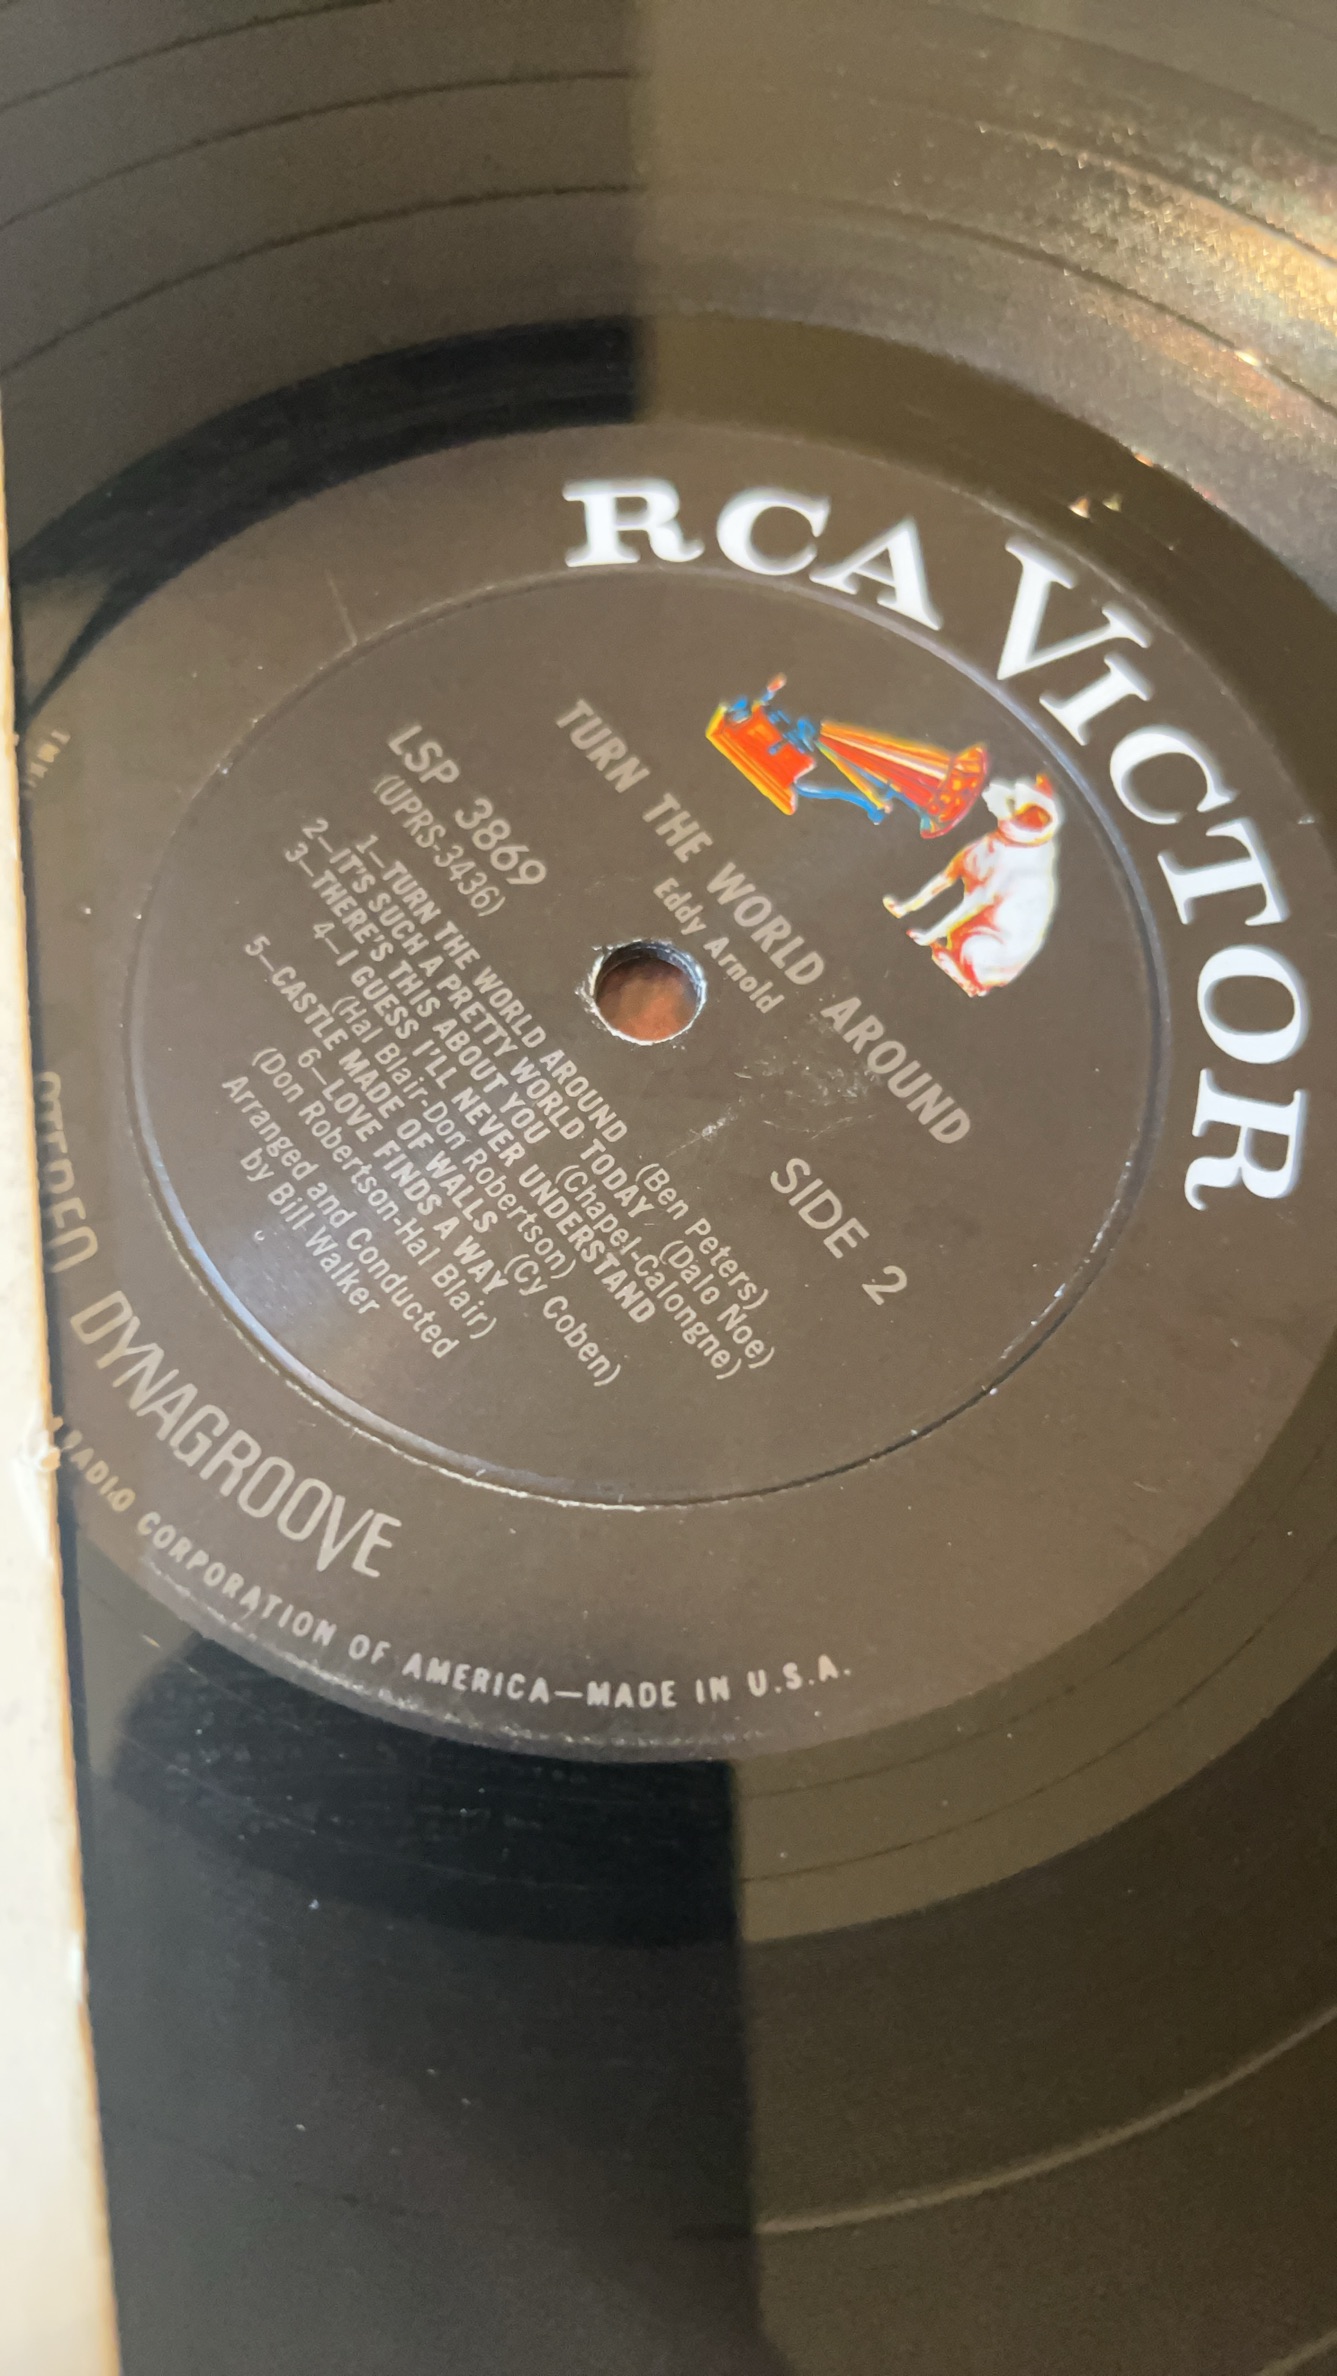 RCA VICTOR
TURN THE WORLD AROUND
Eddy Arnold
LSP 3869
(UPRS-3436)
SIDE 2
1—TURN THE WORLD AROUND (Ben Peters)
2—IT'S SUCH A PRETTY WORLD TODAY (Dale Noe)
3—THERE'S THIS ABOUT YOU (Chapel-Calongne)
4—I GUESS I'LL NEVER UNDERSTAND
(Hal Blair-Don Robertson)
5—CASTLE MADE OF WALLS (Cy Coben)
6—LOVE FINDS A WAY
(Don Robertson-Hal Blair)
Arranged and Conducted
by Bill Walker
STEREO DYNAGROOVE
RADIO CORPORATION OF AMERICA—MADE IN U.S.A.